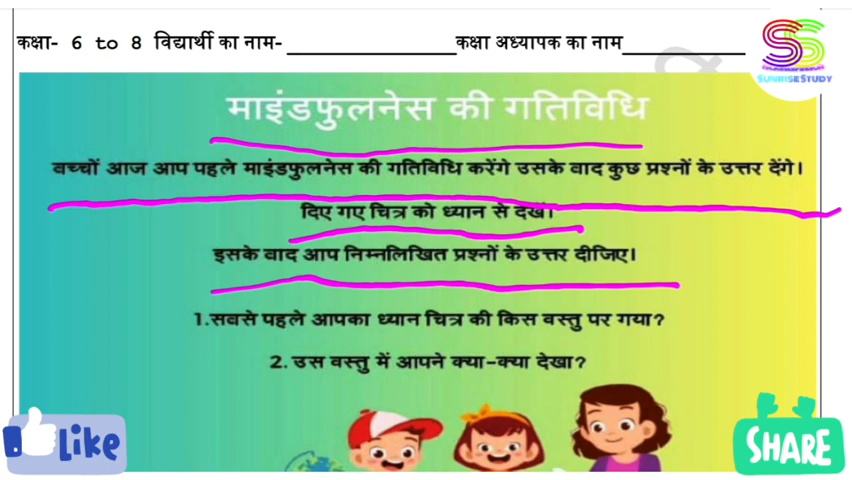 कक्षा- 6 to 8 विद्यार्थी का नाम- कक्षा अध्यापक का नाम
SUNRISE STUDY
माइंडफुलनेस की गतिविधि
बच्चों आज आप पहले माइंडफुलनेस की गतिविधि करेंगे उसके बाद कुछ प्रश्नों के उत्तर देंगे।
दिए गए चित्र को ध्यान से देखें।
इसके बाद आप निम्नलिखित प्रश्नों के उत्तर दीजिए।
1.सबसे पहले आपका ध्यान चित्र की किस वस्तु पर गया?
2. उस वस्तु में आपने क्या-क्या देखा?
Like
SHARE